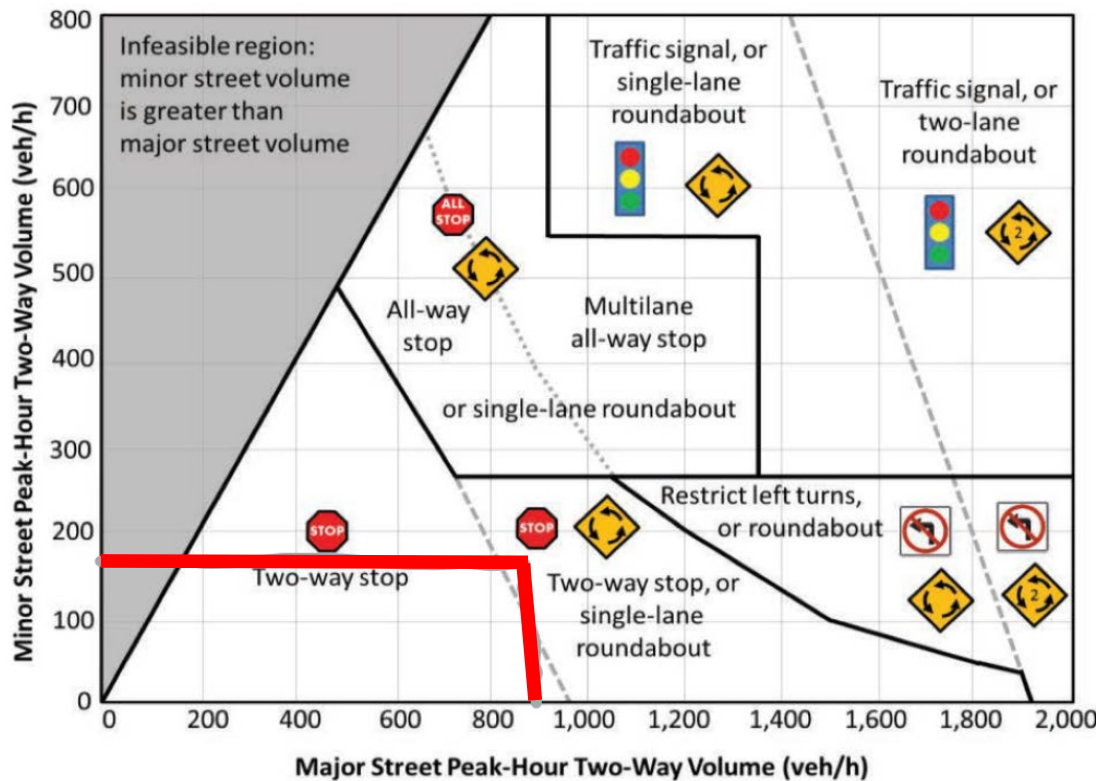 Minor Street Peak-Hour Two-Way Volume (veh/h)
800
700
600
500
400
300
200
100
0
Infeasible region:
minor street volume
is greater than
major street volume
Traffic signal, or
single-lane
roundabout
Traffic signal, or
two-lane
roundabout
2
ALL
STOP
All-way
stop
Multilane
all-way stop
or single-lane roundabout
Restrict left turns,
or roundabout
2
STOP
Two-way stop
STOP
Two-way stop, or
single-lane
roundabout
0 200 400 600 800 1,000 1,200 1,400 1,600 1,800 2,000
Major Street Peak-Hour Two-Way Volume (veh/h)